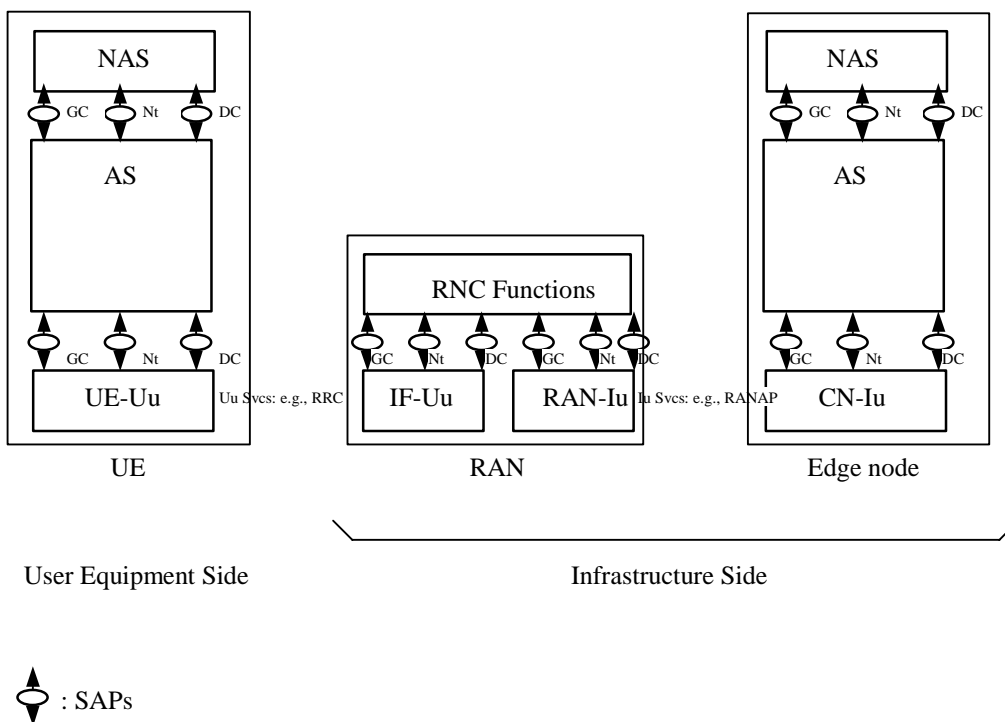 NAS
NAS
GC Nt DC
GC Nt DC
AS
AS
RNC Functions
GC Nt DC
GC Nt DC GC Nt DC
GC Nt DC
UE-Uu
Uu Svcs: e.g., RRC
IF-Uu
RAN-Iu
Iu Svcs: e.g., RANAP
CN-Iu
UE
RAN
Edge node
User Equipment Side
Infrastructure Side
: SAPs